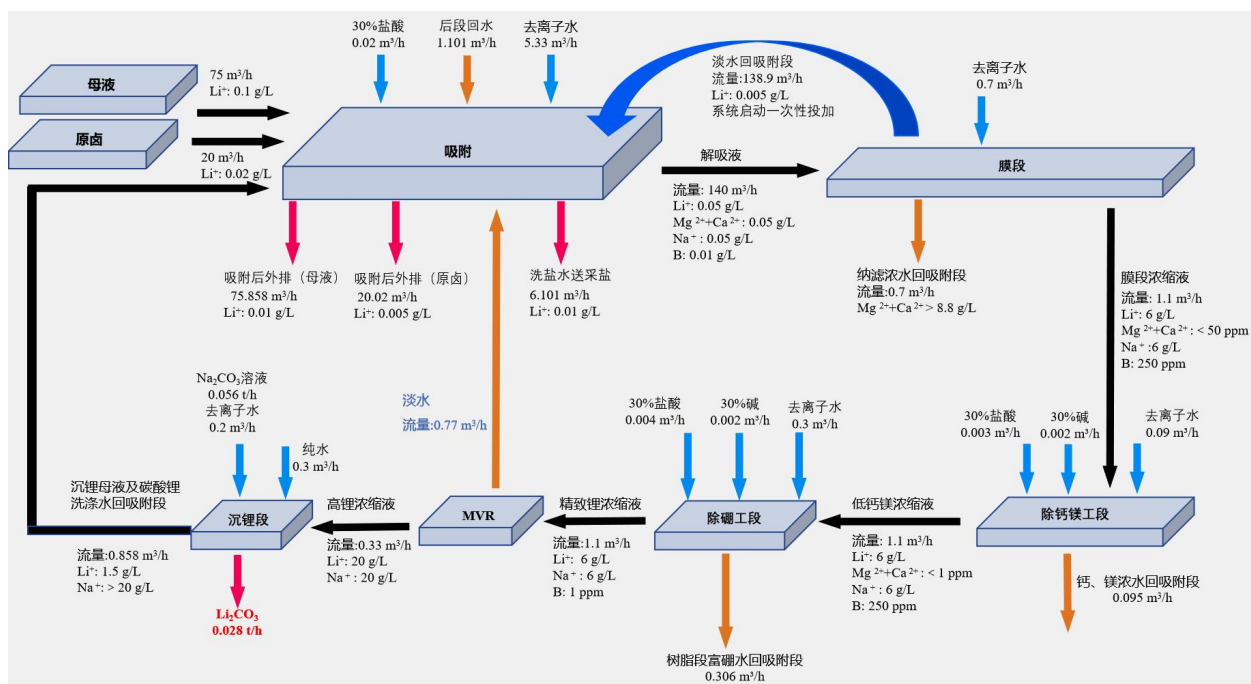 30%盐酸
0.02 m³/h
后段回水
1.101 m³/h
去离子水
5.33 m³/h
母液
75 m³/h
Li⁺: 0.1 g/L
原卤
20 m³/h
Li⁺: 0.02 g/L
吸附
淡水回吸附段
流量:138.9 m³/h
Li⁺: 0.005 g/L
系统启动一次性投加
去离子水
0.7 m³/h
膜段
解吸液
流量: 140 m³/h
Li⁺: 0.05 g/L
Mg ²⁺+Ca ²⁺: 0.05 g/L
Na⁺: 0.05 g/L
B: 0.01 g/L
吸附后外排（母液）
75.858 m³/h
Li⁺: 0.01 g/L
吸附后外排（原卤）
20.02 m³/h
Li⁺: 0.005 g/L
洗盐水送采盐
6.101 m³/h
Li⁺: 0.01 g/L
纳滤浓水回吸附段
流量:0.7 m³/h
Mg ²⁺+Ca ²⁺ > 8.8 g/L
膜段浓缩液
流量: 1.1 m³/h
Li⁺: 6 g/L
Mg ²⁺+Ca ²⁺: < 50 ppm
Na⁺ :6 g/L
B: 250 ppm
Na₂CO₃溶液
0.056 t/h
去离子水
0.2 m³/h
纯水
0.3 m³/h
淡水
流量:0.77 m³/h
30%盐酸
0.004 m³/h
30%碱
0.002 m³/h
去离子水
0.3 m³/h
30%盐酸
0.003 m³/h
30%碱
0.002 m³/h
去离子水
0.09 m³/h
沉锂母液及碳酸锂
洗涤水回吸附段
沉锂段
高锂浓缩液
MVR
精致锂浓缩液
除硼工段
低钙镁浓缩液
除钙镁工段
流量:0.858 m³/h
Li⁺: 1.5 g/L
Na⁺: > 20 g/L
流量:0.33 m³/h
Li⁺: 20 g/L
Na⁺: 20 g/L
流量:1.1 m³/h
Li⁺: 6 g/L
Na⁺: 6 g/L
B: 1 ppm
流量: 1.1 m³/h
Li⁺: 6 g/L
Mg ²⁺+Ca ²⁺: < 1 ppm
Na⁺: 6 g/L
B: 250 ppm
钙、镁浓水回吸附段
0.095 m³/h
Li₂CO₃
0.028 t/h
树脂段富硼水回吸附段
0.306 m³/h